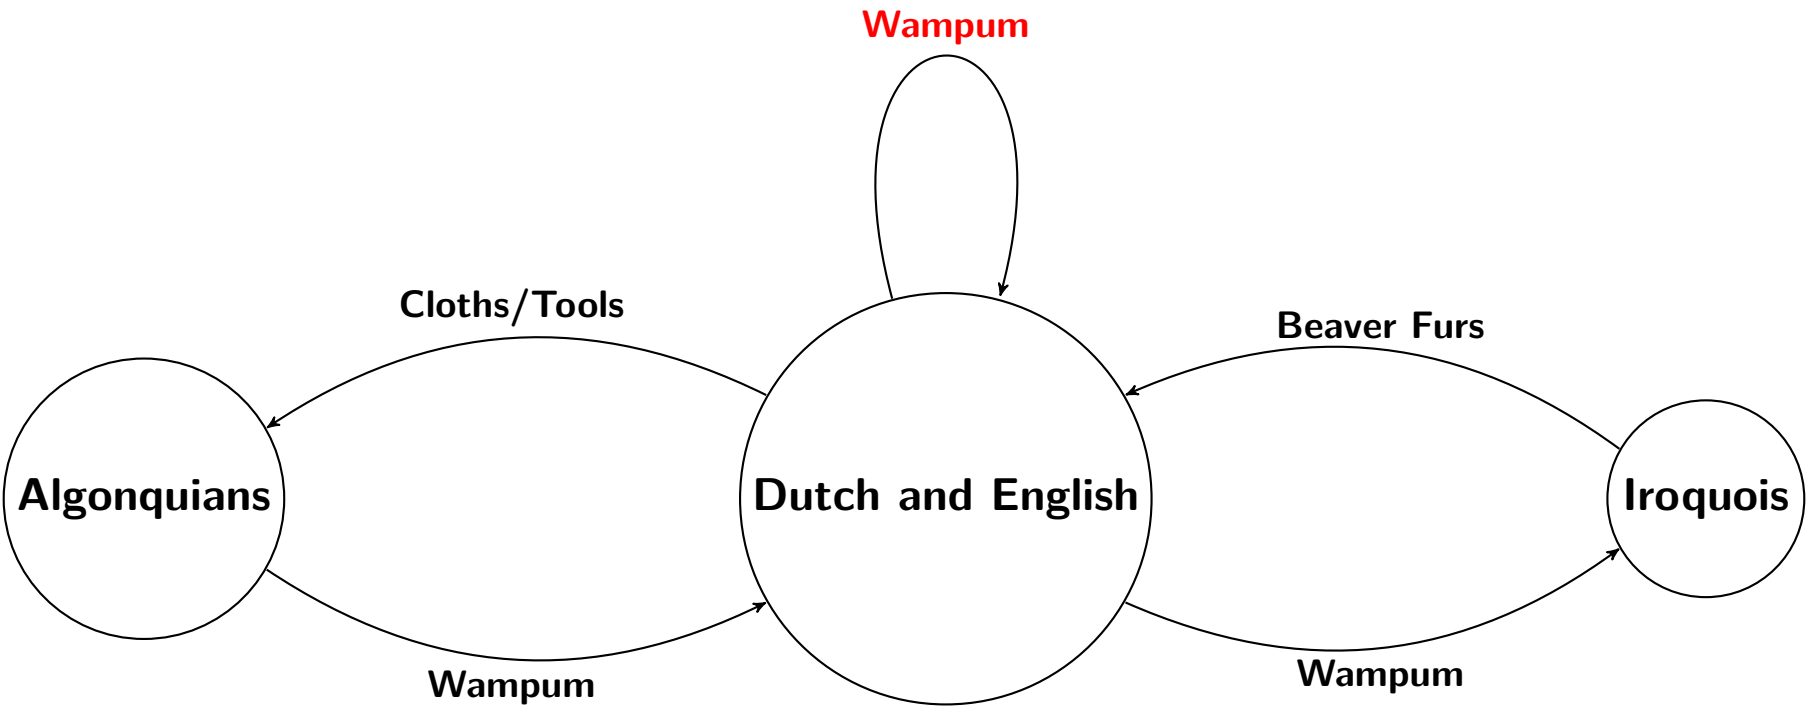 Wampum
Cloths/Tools
Beaver Furs
Algonquians
Dutch and English
Iroquois
Wampum
Wampum